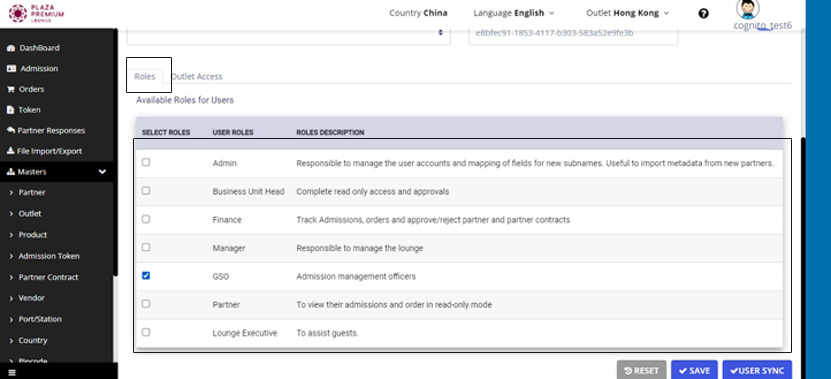 PLAZA
PREMIUM
LOUNGE
Country China
Language English
Outlet Hong Kong
cognito_test6
e8bfec91-1853-4117-b303-583a52e9fe3b
DashBoard
Admission
Orders
Token
Partner Responses
File Import/Export
Masters
Partner
Outlet
Product
Admission Token
Partner Contract
Vendor
Port/Station
Country
Pincode
Roles
Outlet Access
Available Roles for Users
SELECT ROLES USER ROLES ROLES DESCRIPTION
Admin Responsible to manage the user accounts and mapping of fields for new subnames. Useful to import metadata from new partners.
Business Unit Head Complete read only access and approvals
Finance Track Admissions, orders and approve/reject partner and partner contracts
Manager Responsible to manage the lounge
GSO Admission management officers
Partner To view their admissions and order in read-only mode
Lounge Executive To assist guests.
RESET
SAVE
USER SYNC